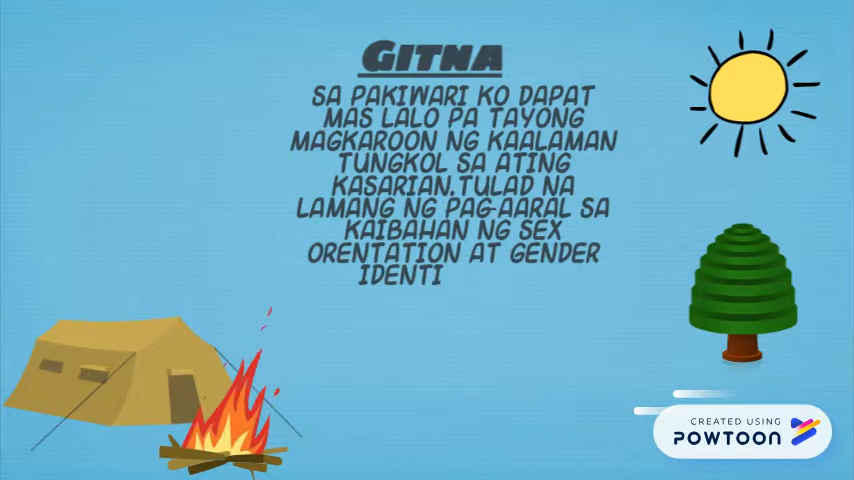 GITNA
SA PAKIWARI KO DAPAT
MAS LALO PA TAYONG
MAGKAROON NG KAALAMAN
TUNGKOL SA ATING
KASARIAN.TULAD NA
LAMANG NG PAG-AARAL SA
KAIBAHAN NG SEX
ORENTATION AT GENDER
IDENTI
CREATED USING
POWTOON